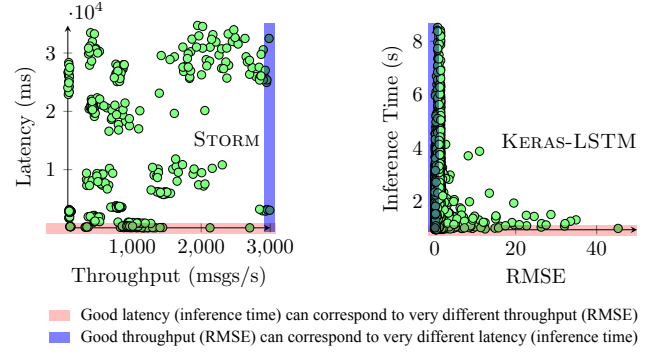 ·10⁴
3
2
1
Latency (ms)
STORM
1,000 2,000 3,000
Throughput (msgs/s)
8
6
4
2
Inference Time (s)
KERAS-LSTM
0 20 40
RMSE
Good latency (inference time) can correspond to very different throughput (RMSE)
Good throughput (RMSE) can correspond to very different latency (inference time)